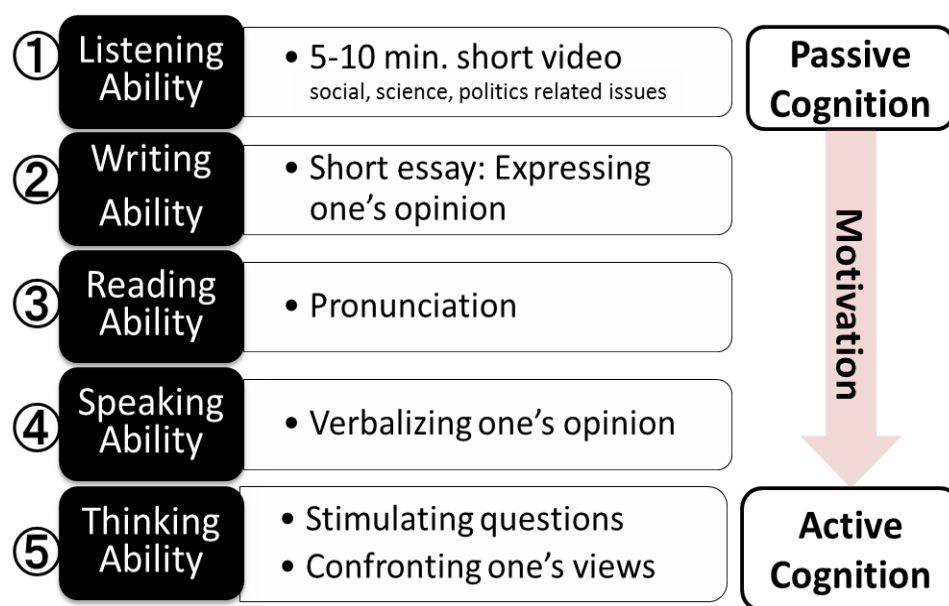 ①
Listening
Ability
• 5-10 min. short video
social, science, politics related issues
Passive
Cognition
②
Writing
Ability
• Short essay: Expressing
one's opinion
③
Reading
Ability
• Pronunciation
Motivation
④
Speaking
Ability
• Verbalizing one's opinion
⑤
Thinking
Ability
• Stimulating questions
• Confronting one's views
Active
Cognition